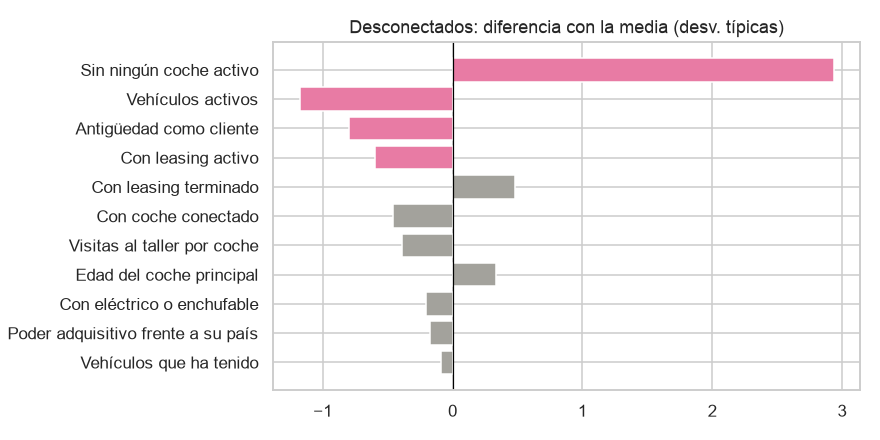 Desconectados: diferencia con la media (desv. típicas)
Sin ningún coche activo
Vehículos activos
Antigüedad como cliente
Con leasing activo
Con leasing terminado
Con coche conectado
Visitas al taller por coche
Edad del coche principal
Con eléctrico o enchufable
Poder adquisitivo frente a su país
Vehículos que ha tenido
−1 0 1 2 3